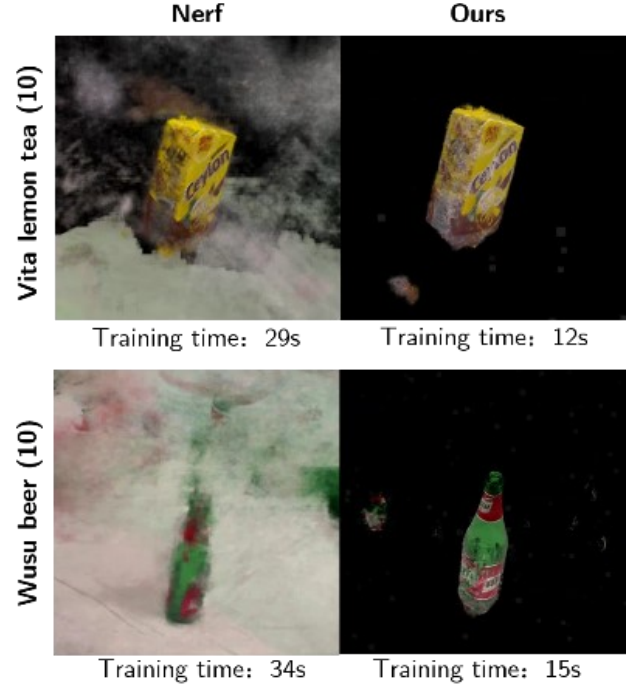 Nerf Ours
Vita lemon tea (10)
Ceylon
Ceylon
Training time: 29s Training time: 12s
Wusu beer (10)
Training time: 34s Training time: 15s